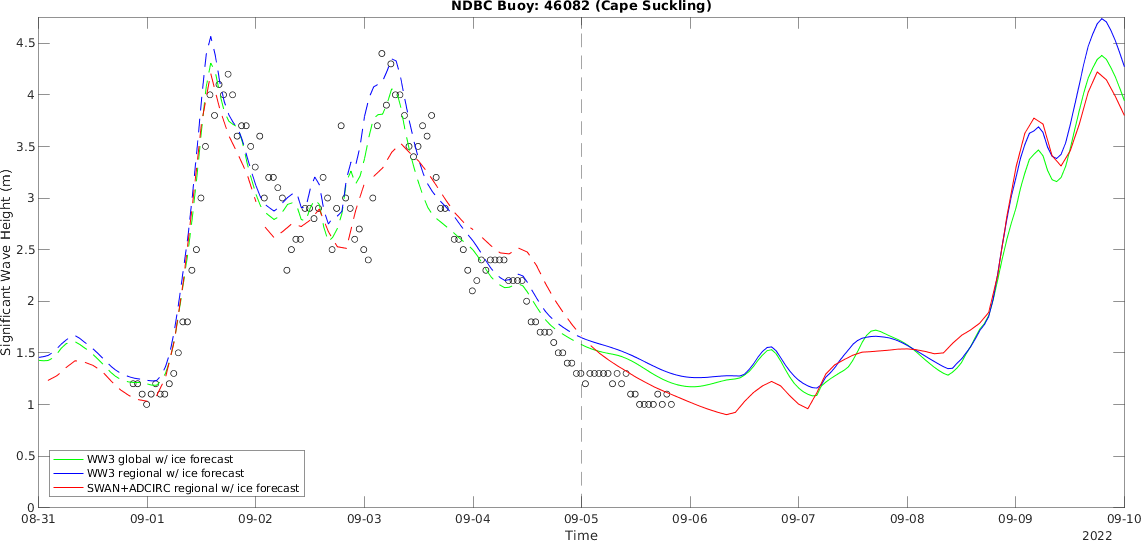 NDBC Buoy: 46082 (Cape Suckling)
Significant Wave Height (m)
4.5
4
3.5
3
2.5
2
1.5
1
0.5
0
WW3 global w/ ice forecast
WW3 regional w/ ice forecast
SWAN+ADCIRC regional w/ ice forecast
08-31 09-01 09-02 09-03 09-04 09-05 09-06 09-07 09-08 09-09 09-10
Time
2022